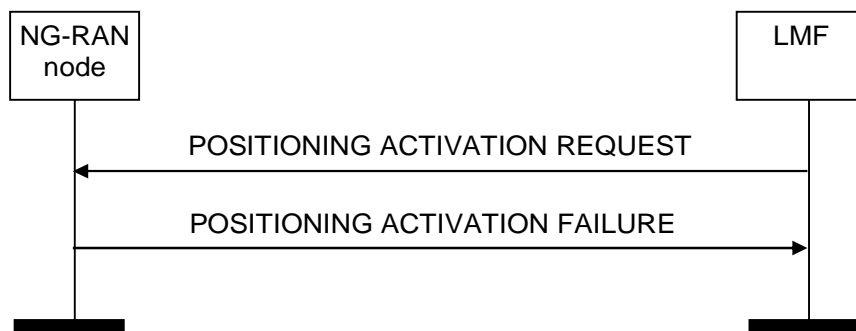 NG-RAN
node
LMF
POSITIONING ACTIVATION REQUEST
POSITIONING ACTIVATION FAILURE